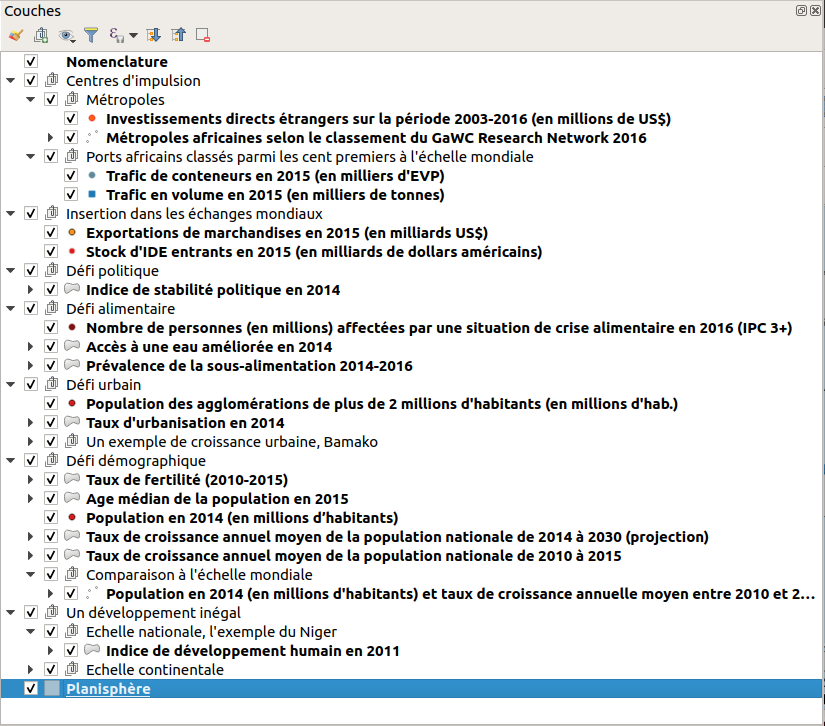 Couches
Nomenclature
Centres d'impulsion
Métropoles
Investissements directs étrangers sur la période 2003-2016 (en millions de US$)
Métropoles africaines selon le classement du GaWC Research Network 2016
Ports africains classés parmi les cent premiers à l'échelle mondiale
Trafic de conteneurs en 2015 (en milliers d'EVP)
Trafic en volume en 2015 (en milliers de tonnes)
Insertion dans les échanges mondiaux
Exportations de marchandises en 2015 (en milliards US$)
Stock d'IDE entrants en 2015 (en milliards de dollars américains)
Défi politique
Indice de stabilité politique en 2014
Défi alimentaire
Nombre de personnes (en millions) affectées par une situation de crise alimentaire en 2016 (IPC 3+)
Accès à une eau améliorée en 2014
Prévalence de la sous-alimentation 2014-2016
Défi urbain
Population des agglomérations de plus de 2 millions d'habitants (en millions d'hab.)
Taux d'urbanisation en 2014
Un exemple de croissance urbaine, Bamako
Défi démographique
Taux de fertilité (2010-2015)
Age médian de la population en 2015
Population en 2014 (en millions d’habitants)
Taux de croissance annuel moyen de la population nationale de 2014 à 2030 (projection)
Taux de croissance annuel moyen de la population nationale de 2010 à 2015
Comparaison à l'échelle mondiale
Population en 2014 (en millions d'habitants) et taux de croissance annuelle moyen entre 2010 et 2...
Un développement inégal
Echelle nationale, l'exemple du Niger
Indice de développement humain en 2011
Echelle continentale
Planisphère